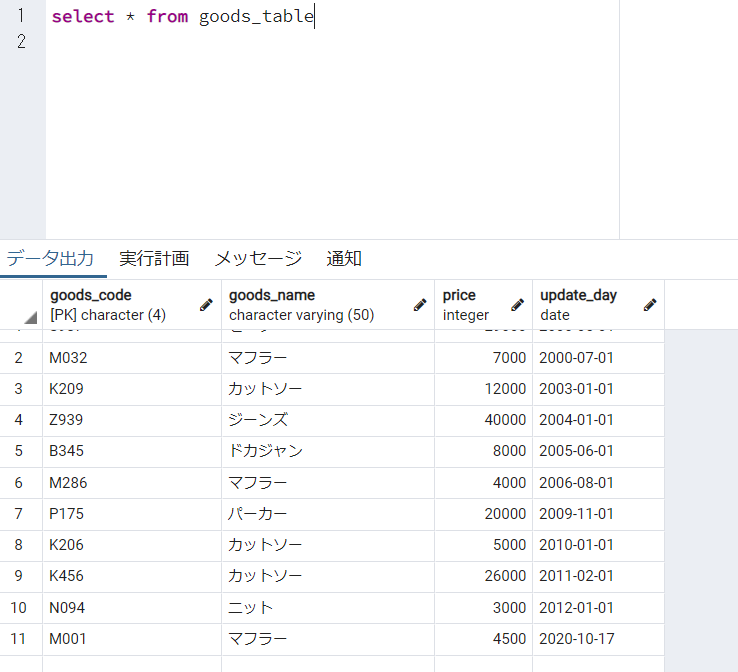 1 select * from goods_table
2
データ出力 実行計画 メッセージ 通知
goods_code goods_name price update_day
[PK] character (4) character varying (50) integer date
2 M032 マフラー 7000 2000-07-01
3 K209 カットソー 12000 2003-01-01
4 Z939 ジーンズ 40000 2004-01-01
5 B345 ドカジャン 8000 2005-06-01
6 M286 マフラー 4000 2006-08-01
7 P175 パーカー 20000 2009-11-01
8 K206 カットソー 5000 2010-01-01
9 K456 カットソー 26000 2011-02-01
10 N094 ニット 3000 2012-01-01
11 M001 マフラー 4500 2020-10-17